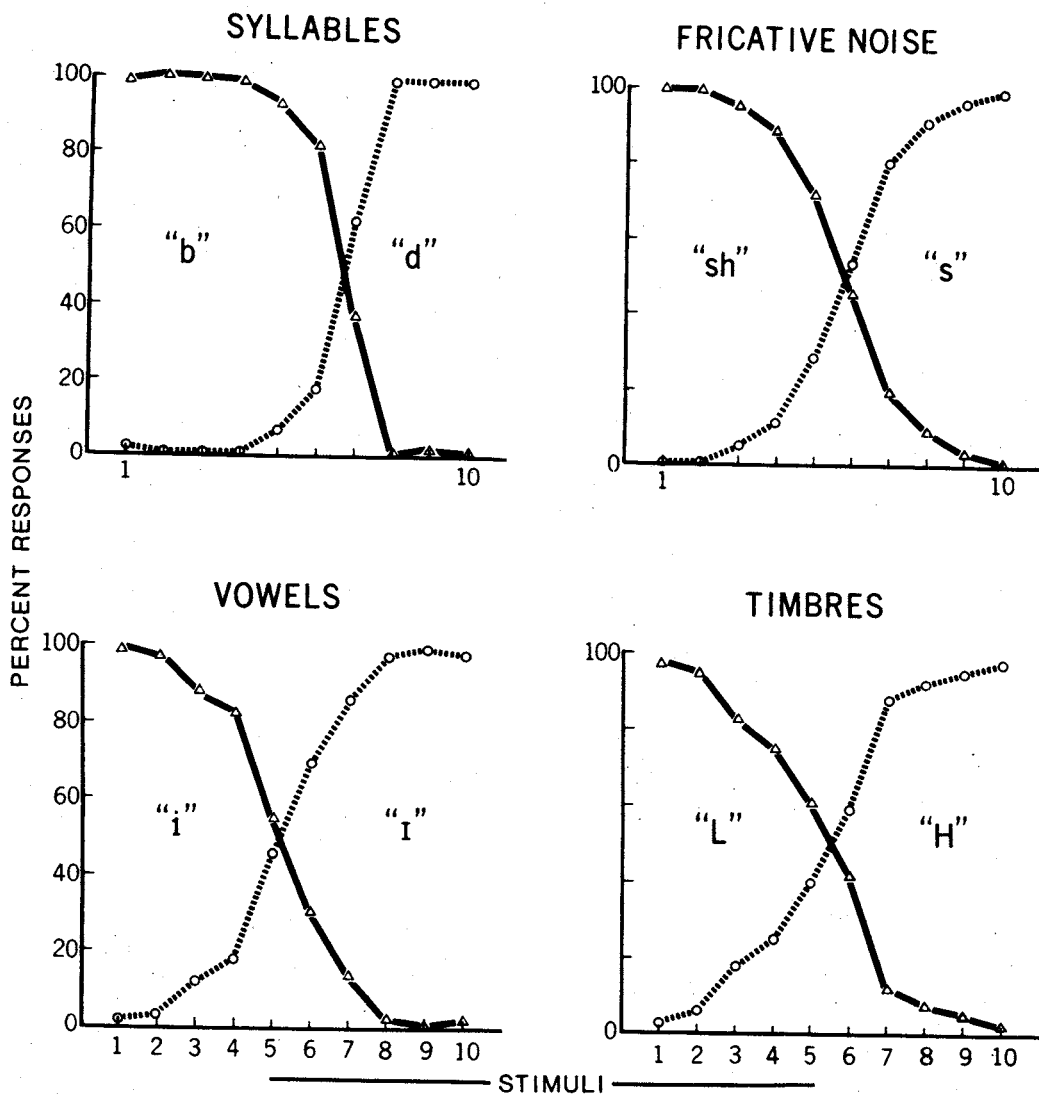 SYLLABLES
FRICATIVE NOISE
100
80
60
40
20
0
"b"
"d"
1
10
100
0
"sh"
"s"
1
10
PERCENT RESPONSES
VOWELS
TIMBRES
100
80
60
40
20
0
"i"
"I"
1 2 3 4 5 6 7 8 9 10
100
0
"L"
"H"
1 2 3 4 5 6 7 8 9 10
STIMULI